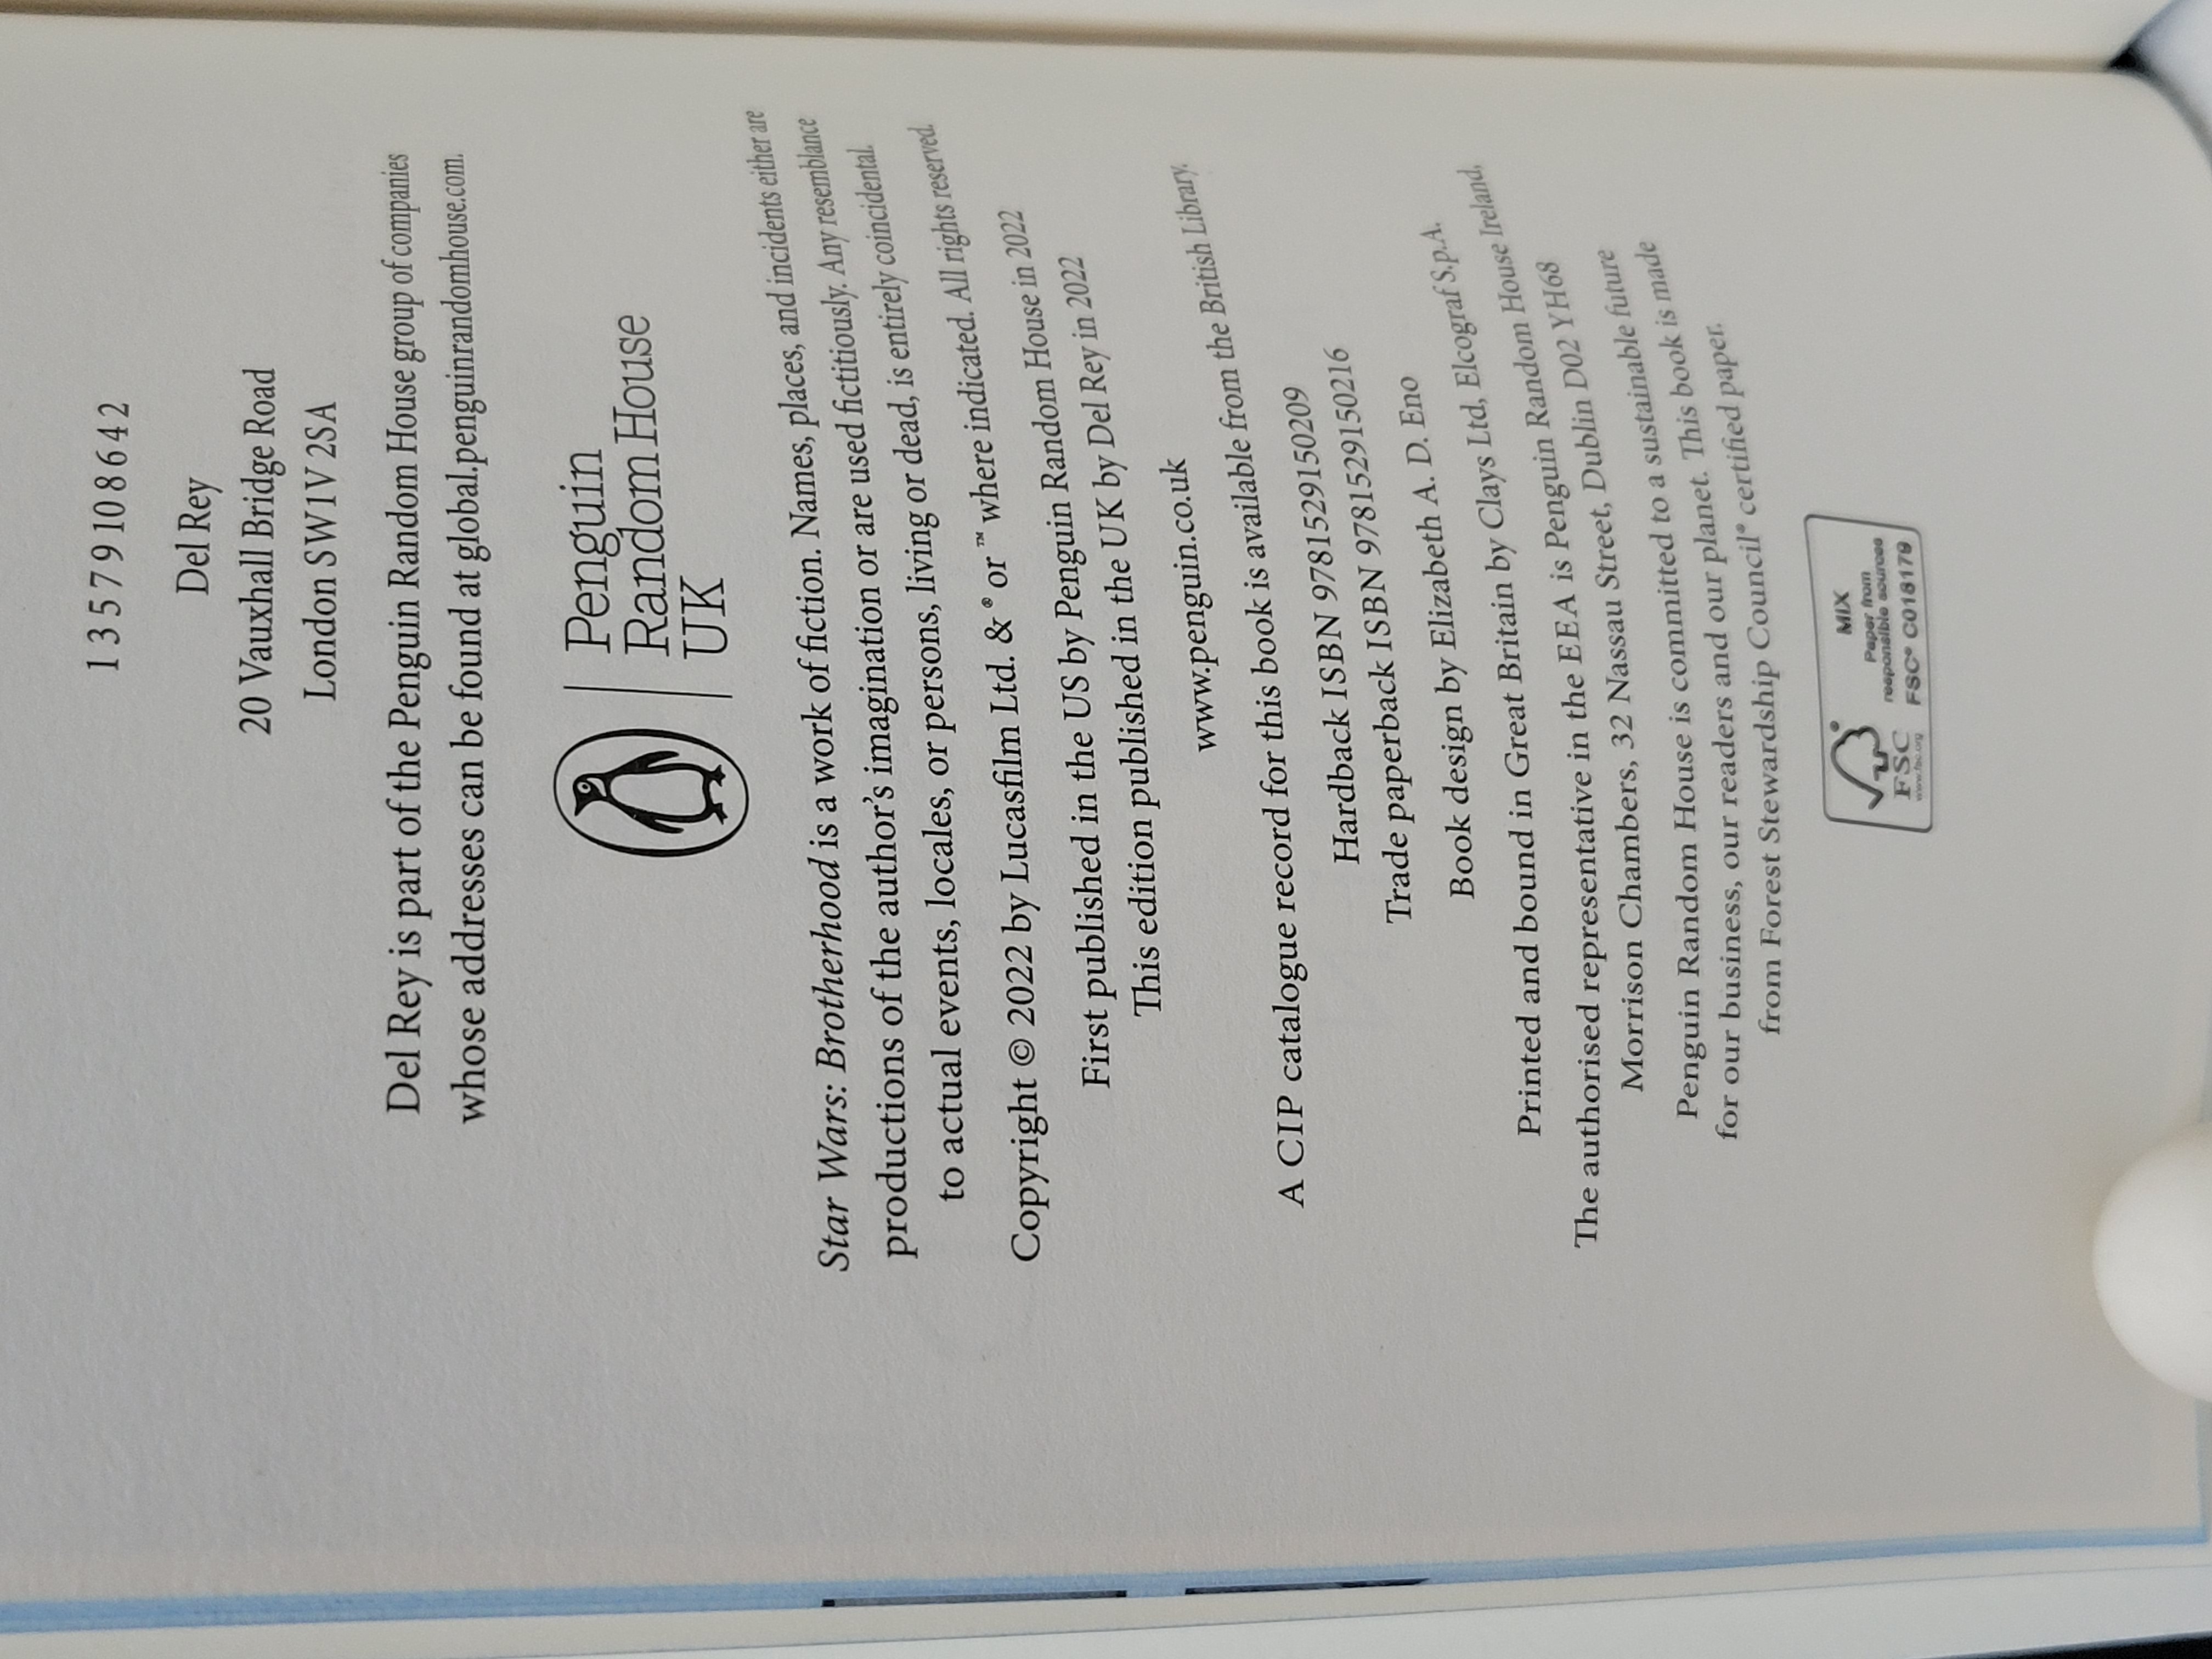 1 3 5 7 9 10 8 6 4 2
Del Rey
20 Vauxhall Bridge Road
London SW1V 2SA
Del Rey is part of the Penguin Random House group of companies
whose addresses can be found at global.penguinrandomhouse.com.
Penguin
Random House
UK
Star Wars: Brotherhood is a work of fiction. Names, places, and incidents either are
productions of the author’s imagination or are used fictitiously. Any resemblance
to actual events, locales, or persons, living or dead, is entirely coincidental.
Copyright © 2022 by Lucasfilm Ltd. & ® or ™ where indicated. All rights reserved.
First published in the US by Penguin Random House in 2022
This edition published in the UK by Del Rey in 2022
www.penguin.co.uk
A CIP catalogue record for this book is available from the British Library.
Hardback ISBN 9781529150209
Trade paperback ISBN 9781529150216
Book design by Elizabeth A. D. Eno
Printed and bound in Great Britain by Clays Ltd, Elcograf S.p.A.
The authorised representative in the EEA is Penguin Random House Ireland,
Morrison Chambers, 32 Nassau Street, Dublin D02 YH68
Penguin Random House is committed to a sustainable future
for our business, our readers and our planet. This book is made
from Forest Stewardship Council® certified paper.
MIX
Paper from
responsible sources
FSC® C018179
FSC
www.fsc.org